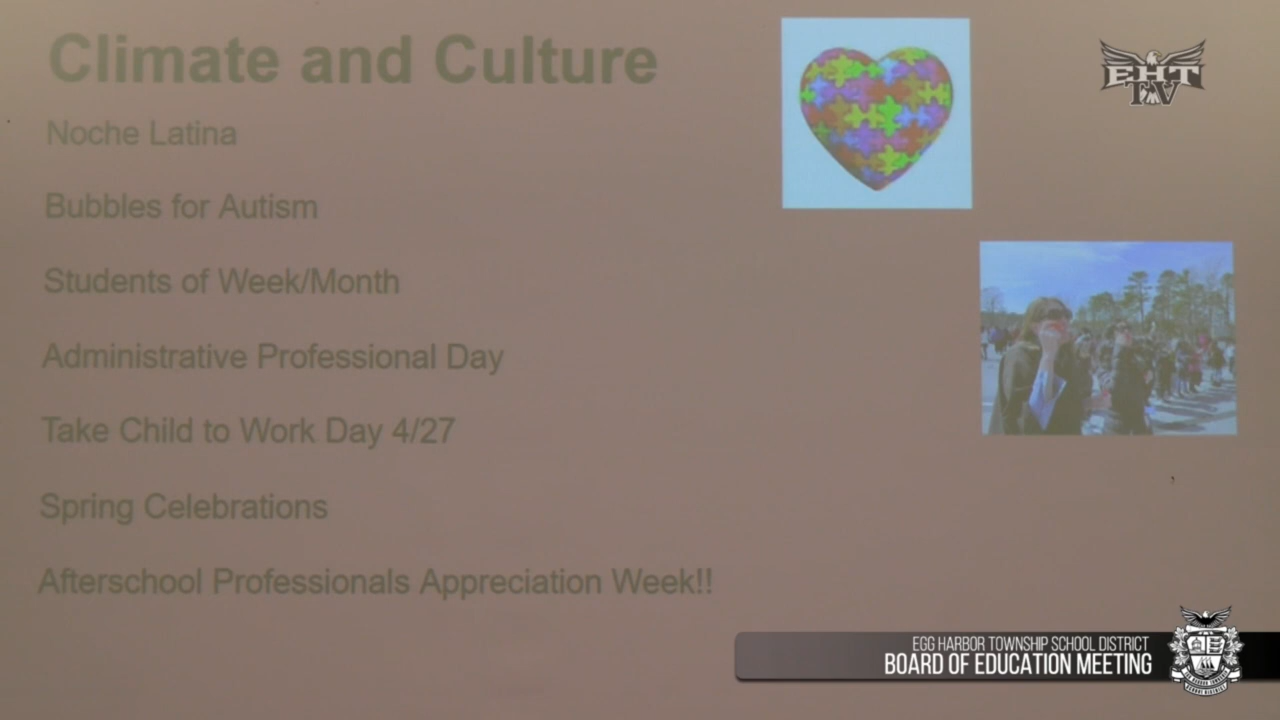 Climate and Culture
Noche Latina
Bubbles for Autism
Students of Week/Month
Administrative Professional Day
Take Child to Work Day 4/27
Spring Celebrations
Afterschool Professionals Appreciation Week!!
EHT
TV
EGG HARBOR TOWNSHIP SCHOOL DISTRICT
BOARD OF EDUCATION MEETING